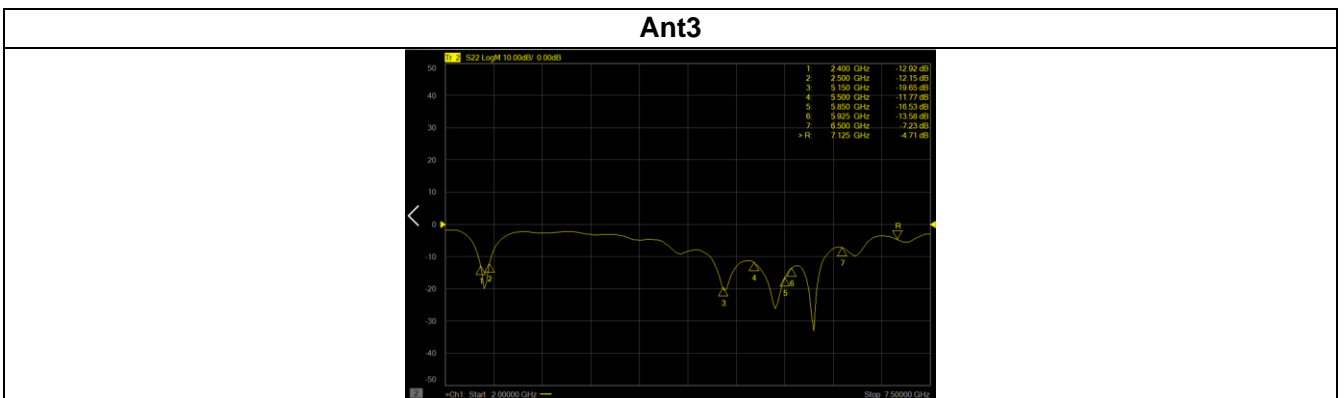 Ant3
Tr 2 S22 LogM 10.00dB/ 0.00dB
1: 2.400 GHz -12.92 dB
2: 2.500 GHz -12.15 dB
3: 5.150 GHz -19.65 dB
4: 5.500 GHz -11.77 dB
5: 5.850 GHz -16.53 dB
6: 5.925 GHz -13.58 dB
7: 6.500 GHz -7.23 dB
> R: 7.125 GHz -4.71 dB
50
40
30
20
10
0
-10
-20
-30
-40
-50
1
2
3
4
5
6
7
R
2 >Ch1: Start 2.00000 GHz Stop 7.50000 GHz